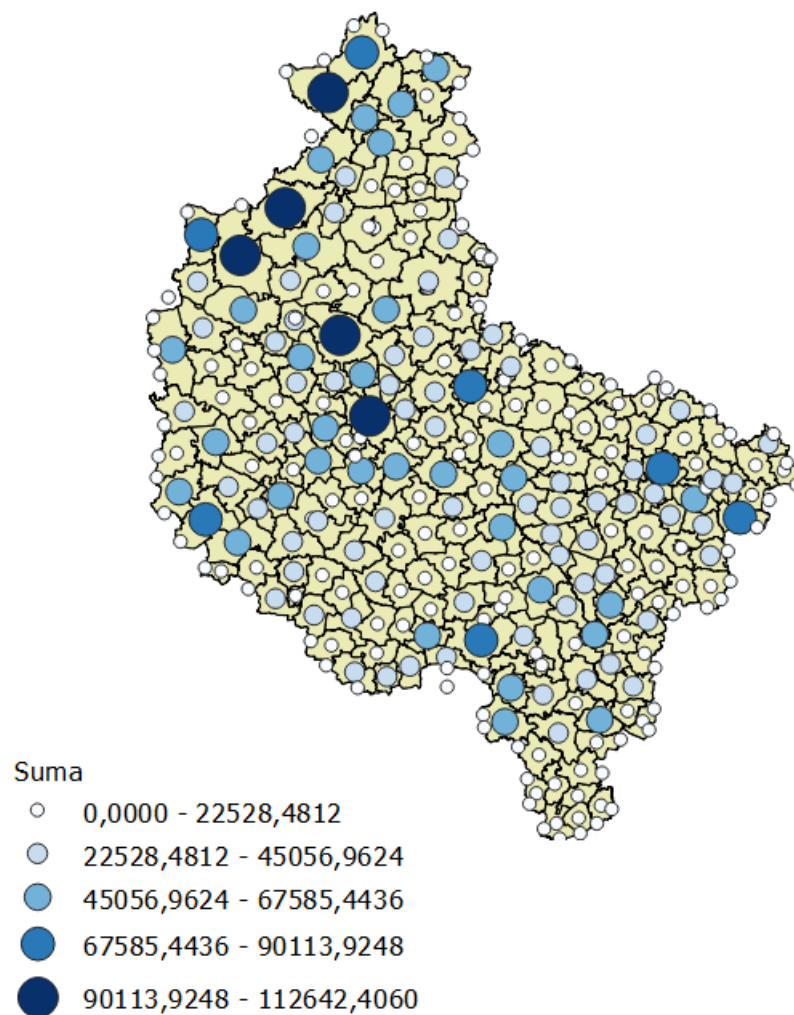 Suma
0,0000 - 22528,4812
22528,4812 - 45056,9624
45056,9624 - 67585,4436
67585,4436 - 90113,9248
90113,9248 - 112642,4060